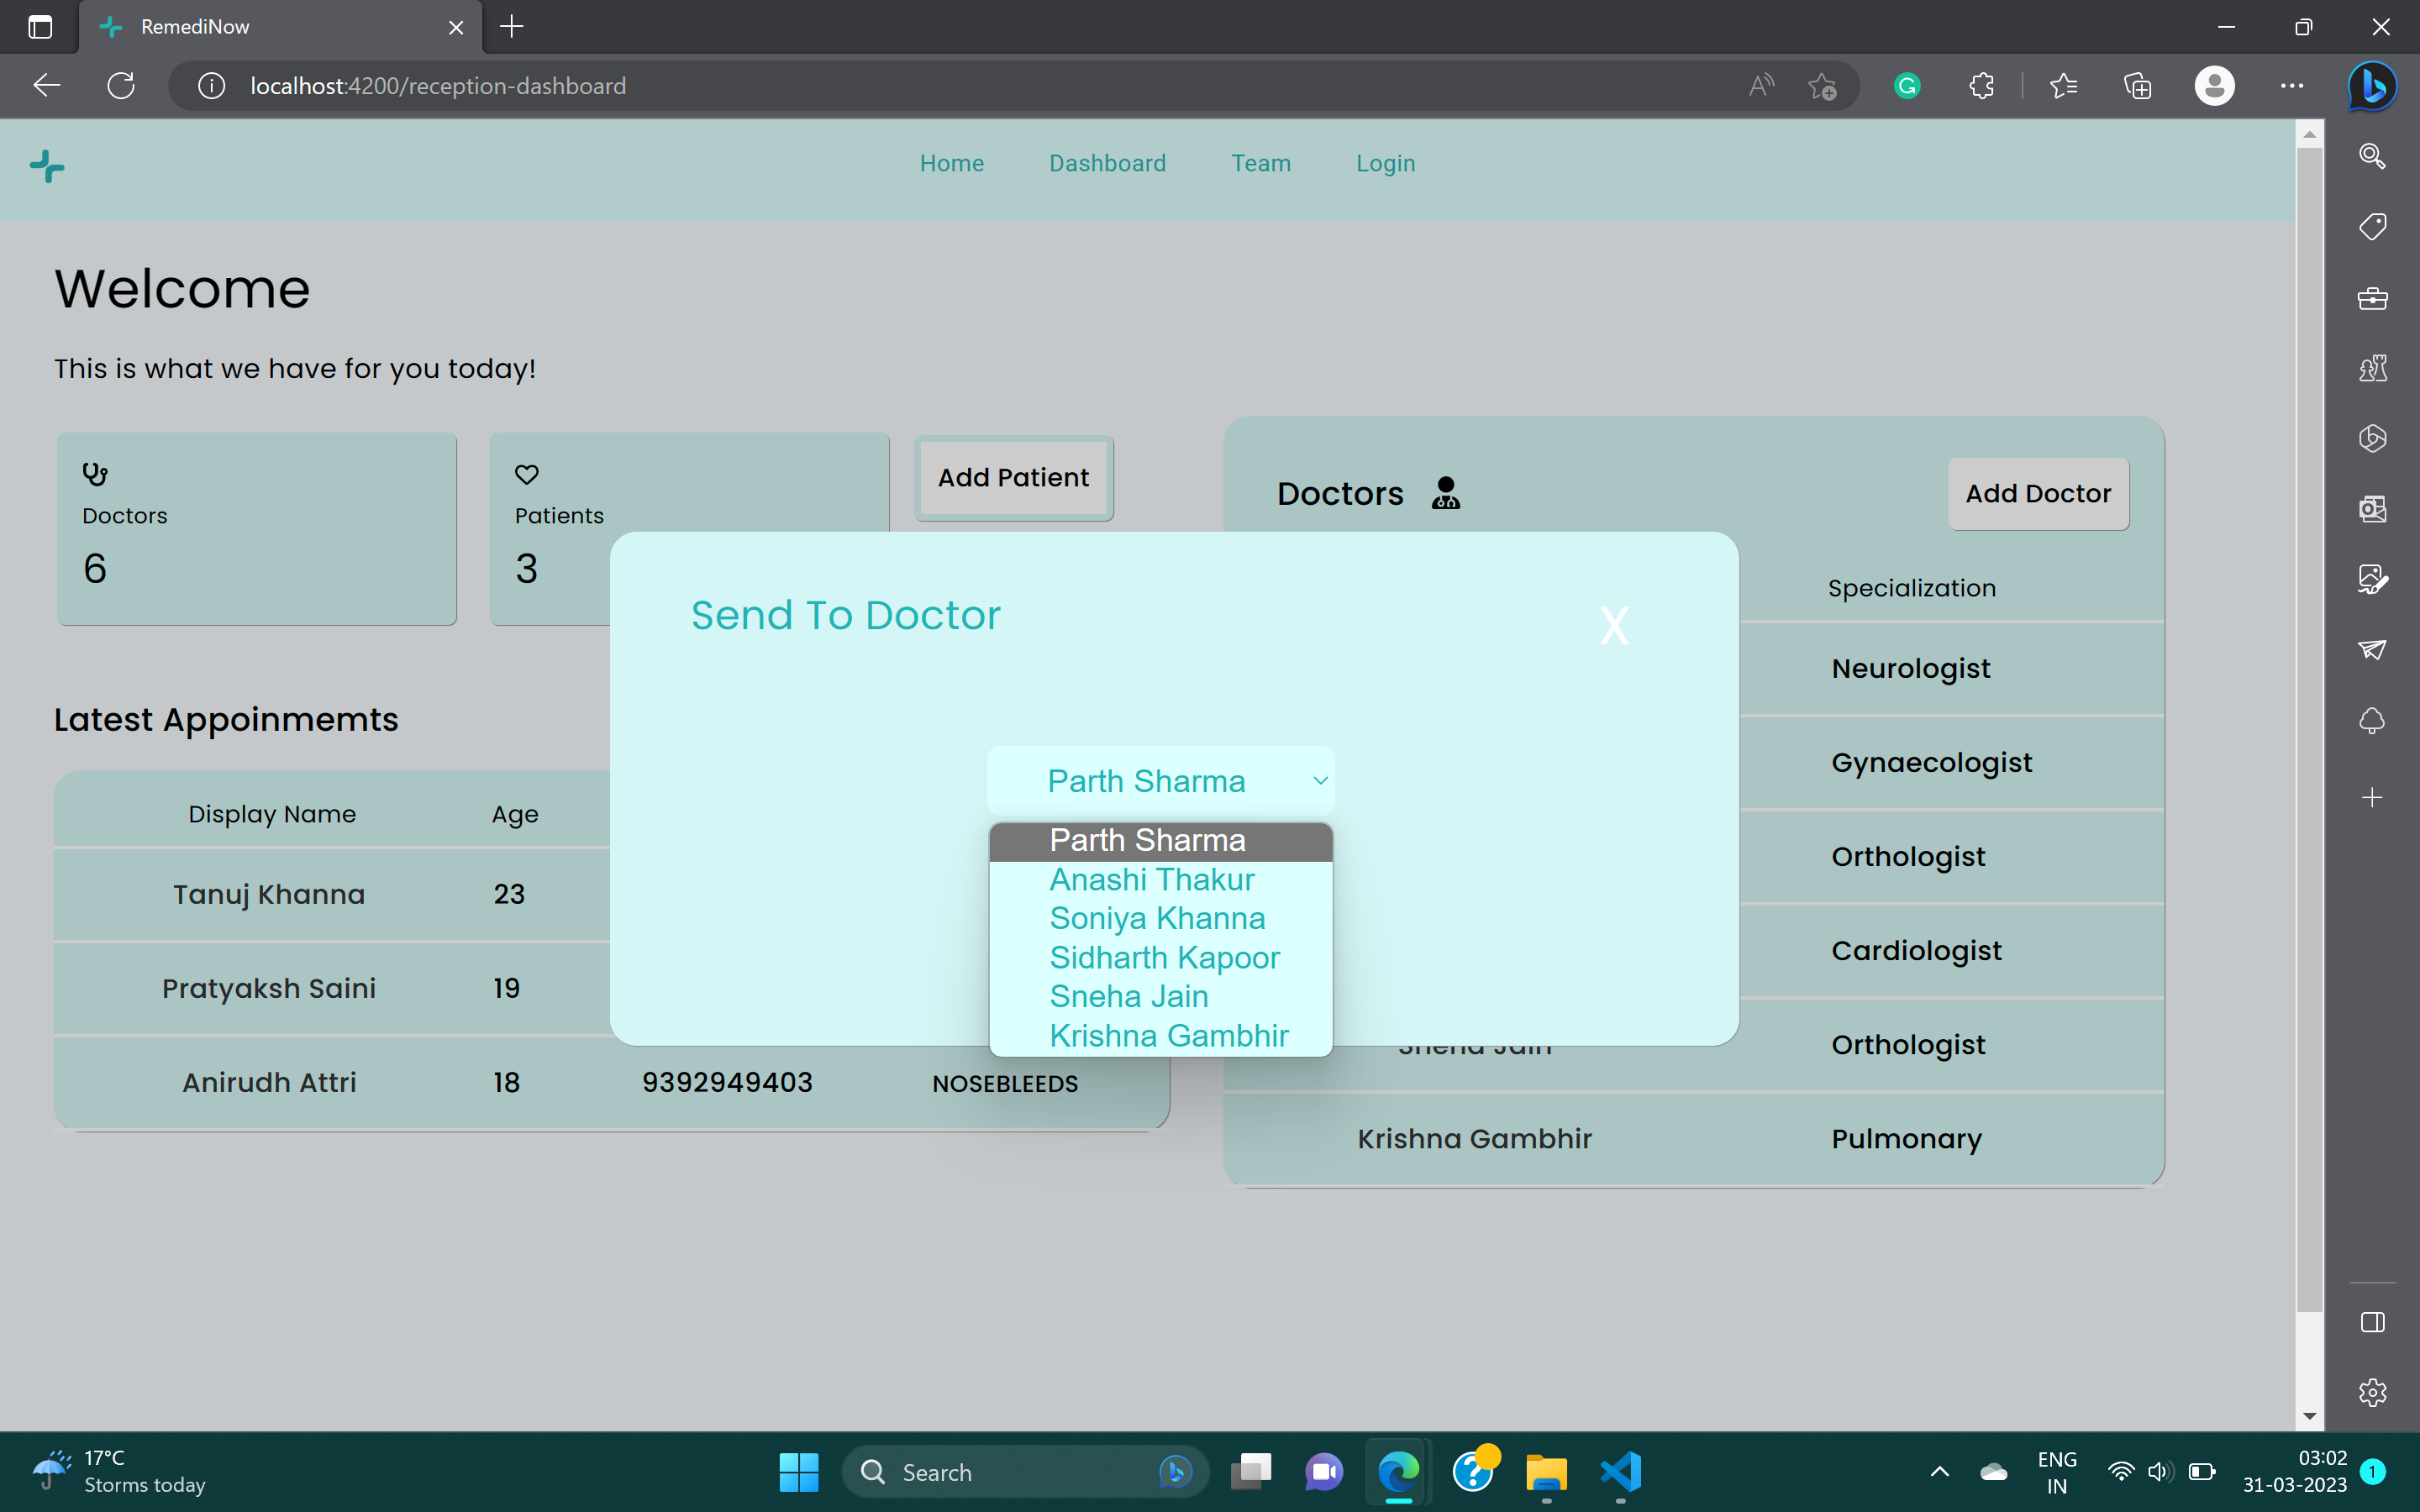 RemediNow
localhost:4200/reception-dashboard
Home Dashboard Team Login
Welcome
This is what we have for you today!
Doctors
6
Patients
3
Add Patient
Doctors
Add Doctor
Specialization
Neurologist
Gynaecologist
Orthologist
Cardiologist
Sneha Jain Orthologist
Krishna Gambhir Pulmonary
Send To Doctor
X
Parth Sharma
Parth Sharma
Anashi Thakur
Soniya Khanna
Sidharth Kapoor
Sneha Jain
Krishna Gambhir
Latest Appoinmemts
Display Name Age
Tanuj Khanna 23
Pratyaksh Saini 19
Anirudh Attri 18 9392949403 NOSEBLEEDS
17°C
Storms today
Search
ENG
IN
03:02
31-03-2023
1